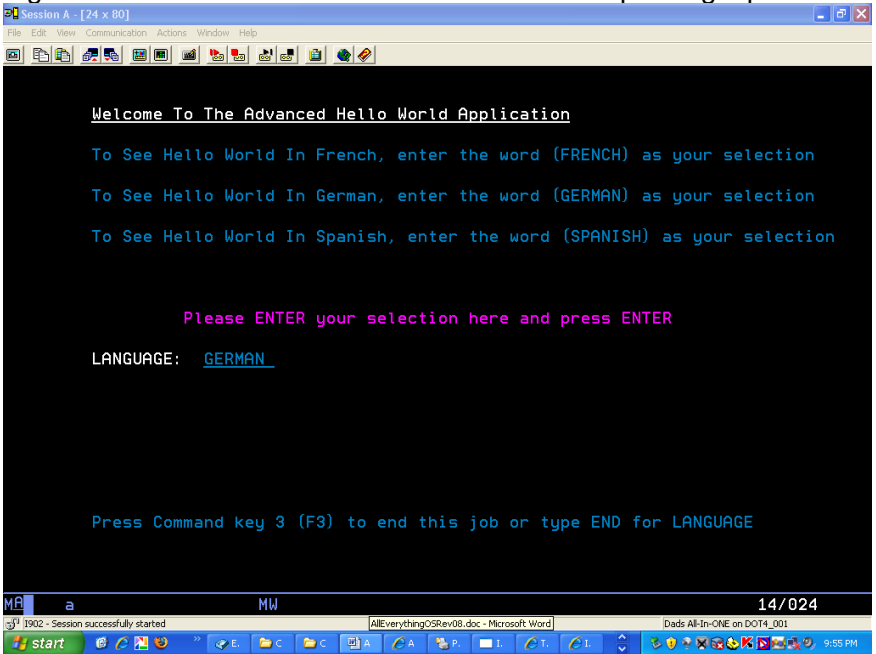 Session A - [24 x 80]
File Edit View Communication Actions Window Help
Welcome To The Advanced Hello World Application
To See Hello World In French, enter the word (FRENCH) as your selection
To See Hello World In German, enter the word (GERMAN) as your selection
To See Hello World In Spanish, enter the word (SPANISH) as your selection
Please ENTER your selection here and press ENTER
LANGUAGE: GERMAN
Press Command key 3 (F3) to end this job or type END for LANGUAGE
MA a MW 14/024
I902 - Session successfully started AllEverythingOSRev08.doc - Microsoft Word Dads All-In-ONE on DOT4_001
start E. C C A A P. I. T. I. 9:55 PM